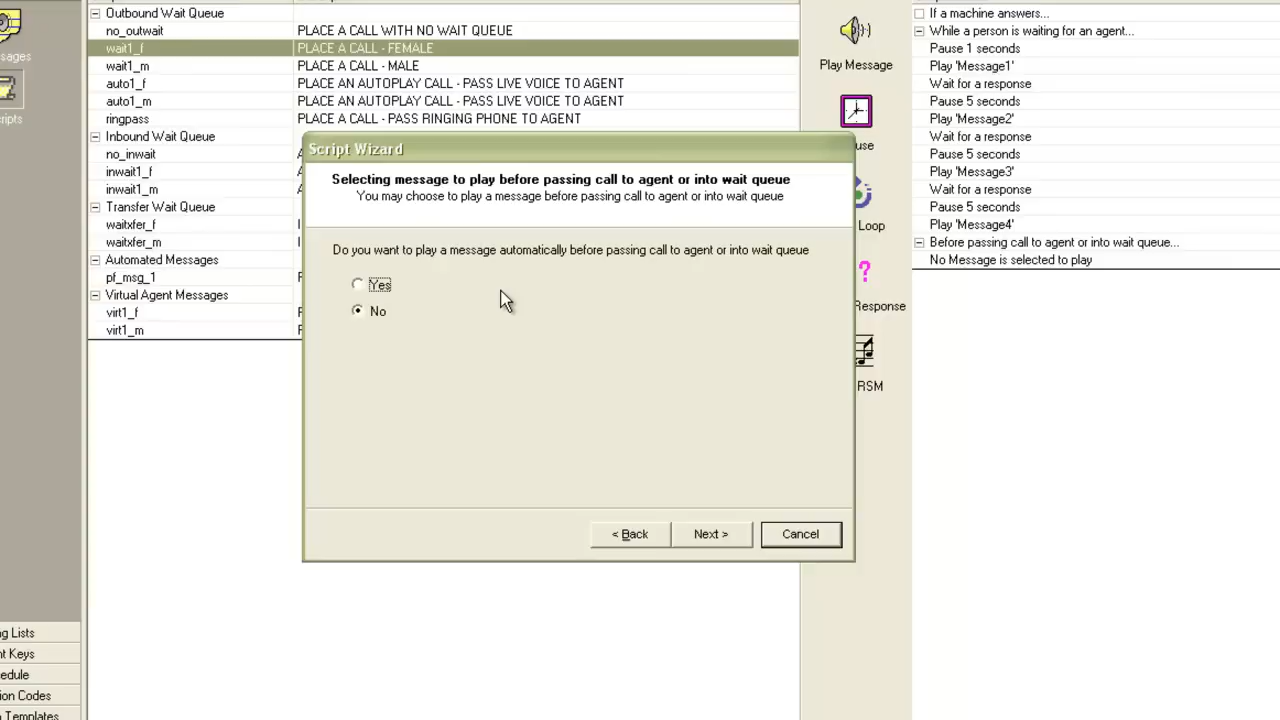 ssages
ripts
ng Lists
nt Keys
edule
ion Codes
n Templates
Outbound Wait Queue
no_outwait PLACE A CALL WITH NO WAIT QUEUE
wait1_f PLACE A CALL - FEMALE
wait1_m PLACE A CALL - MALE
auto1_f PLACE AN AUTOPLAY CALL - PASS LIVE VOICE TO AGENT
auto1_m PLACE AN AUTOPLAY CALL - PASS LIVE VOICE TO AGENT
ringpass PLACE A CALL - PASS RINGING PHONE TO AGENT
Inbound Wait Queue
no_inwait
inwait1_f
inwait1_m
Transfer Wait Queue
waitxfer_f
waitxfer_m
Automated Messages
pf_msg_1
Virtual Agent Messages
virt1_f
virt1_m
Script Wizard
Selecting message to play before passing call to agent or into wait queue
You may choose to play a message before passing call to agent or into wait queue
Do you want to play a message automatically before passing call to agent or into wait queue
Yes
No
< Back
Next >
Cancel
Play Message
use
Loop
Response
RSM
If a machine answers...
While a person is waiting for an agent...
Pause 1 seconds
Play 'Message1'
Wait for a response
Pause 5 seconds
Play 'Message2'
Wait for a response
Pause 5 seconds
Play 'Message3'
Wait for a response
Pause 5 seconds
Play 'Message4'
Before passing call to agent or into wait queue...
No Message is selected to play